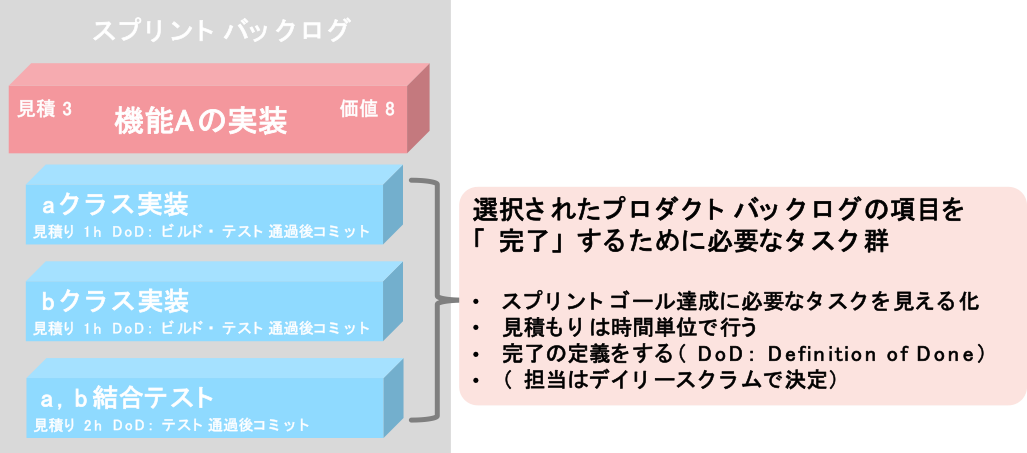 スプリントバックログ
見積 3 機能Aの実装 価値 8
aクラス実装
見積り 1h DoD: ビルド・テスト通過後コミット
bクラス実装
見積り 1h DoD: ビルド・テスト通過後コミット
a, b結合テスト
見積り 2h DoD: テスト通過後コミット
選択されたプロダクトバックログの項目を
「完了」するために必要なタスク群
• スプリントゴール達成に必要なタスクを見える化
• 見積もりは時間単位で行う
• 完了の定義をする( DoD: Definition of Done)
• ( 担当はデイリースクラムで決定)